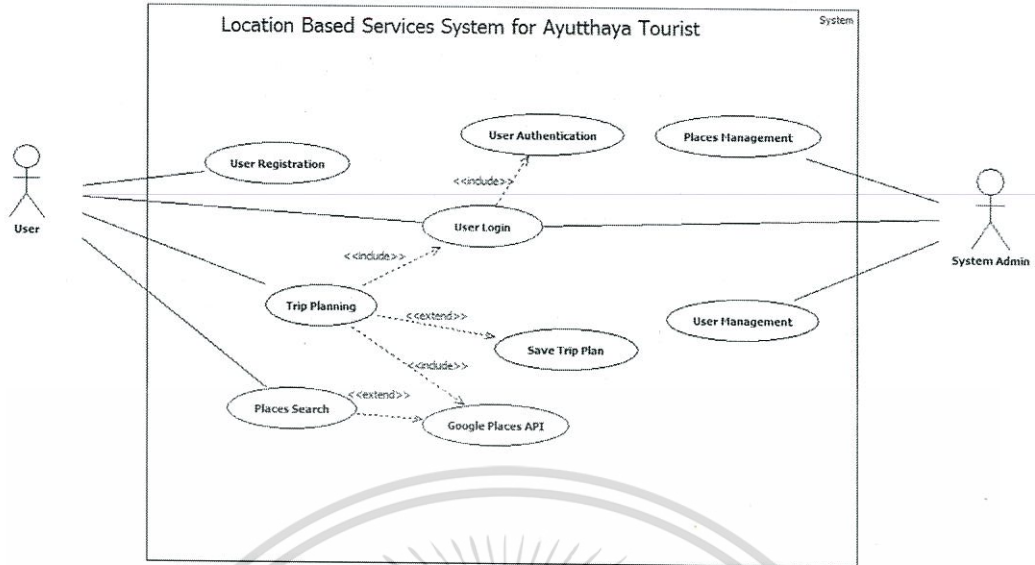 Location Based Services System for Ayutthaya Tourist
System
User Authentication
Places Management
User Registration
<<include>>
User
User Login
System Admin
<<include>>
Trip Planning
<<extend>>
User Management
Save Trip Plan
<<include>>
<<extend>>
Places Search
Google Places API